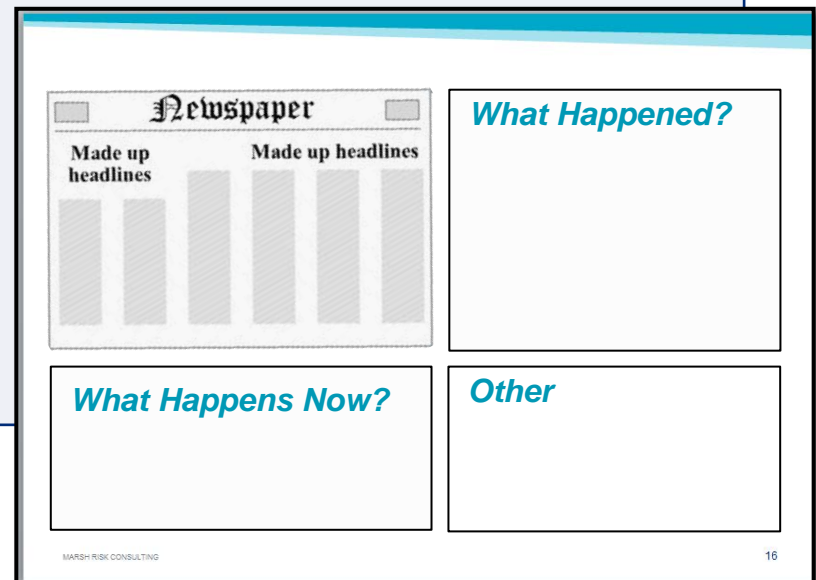 Newspaper
Made up
headlines
Made up headlines
What Happened?
What Happens Now?
Other
MARSH RISK CONSULTING
16